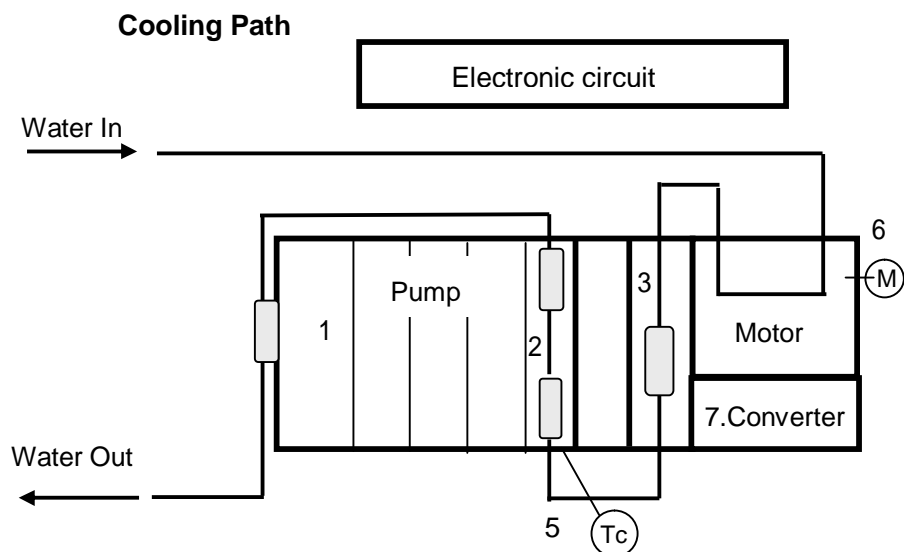 Cooling Path
Electronic circuit
Water In
6
3
M
Pump
1
2
Motor
7.Converter
Water Out
5
Tc